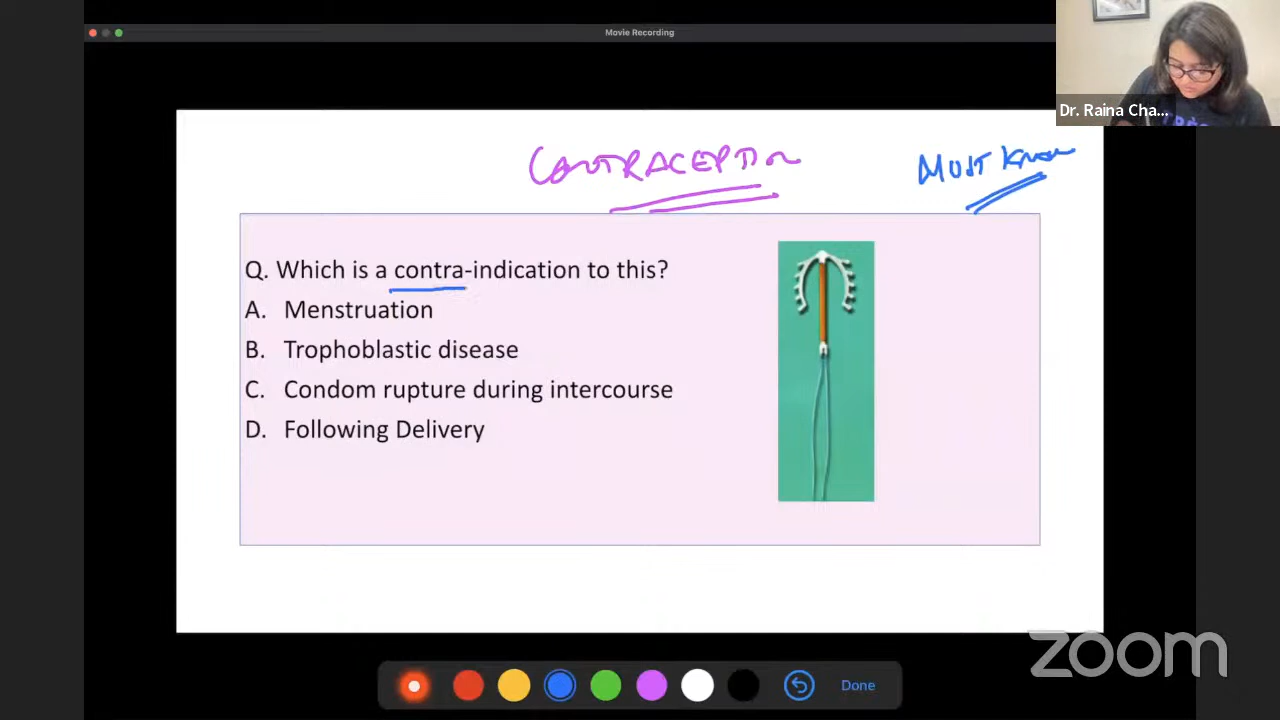 Movie Recording
Dr. Raina Cha...
CONTRACEPTION
MUST KNOW
Q. Which is a contra-indication to this?
A. Menstruation
B. Trophoblastic disease
C. Condom rupture during intercourse
D. Following Delivery
zoom
Done